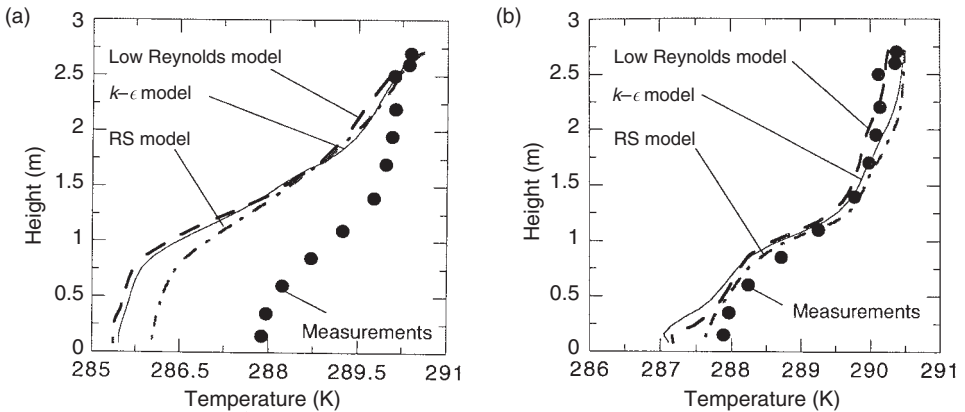 (a)
3
2.5
2
1.5
1
0.5
0
Height (m)
Low Reynolds model
k–ϵ model
RS model
Measurements
285
286.5
288
289.5
291
Temperature (K)
(b)
3
2.5
2
1.5
1
0.5
0
Height (m)
Low Reynolds model
k–ϵ model
RS model
Measurements
286
287
288
289
290
291
Temperature (K)